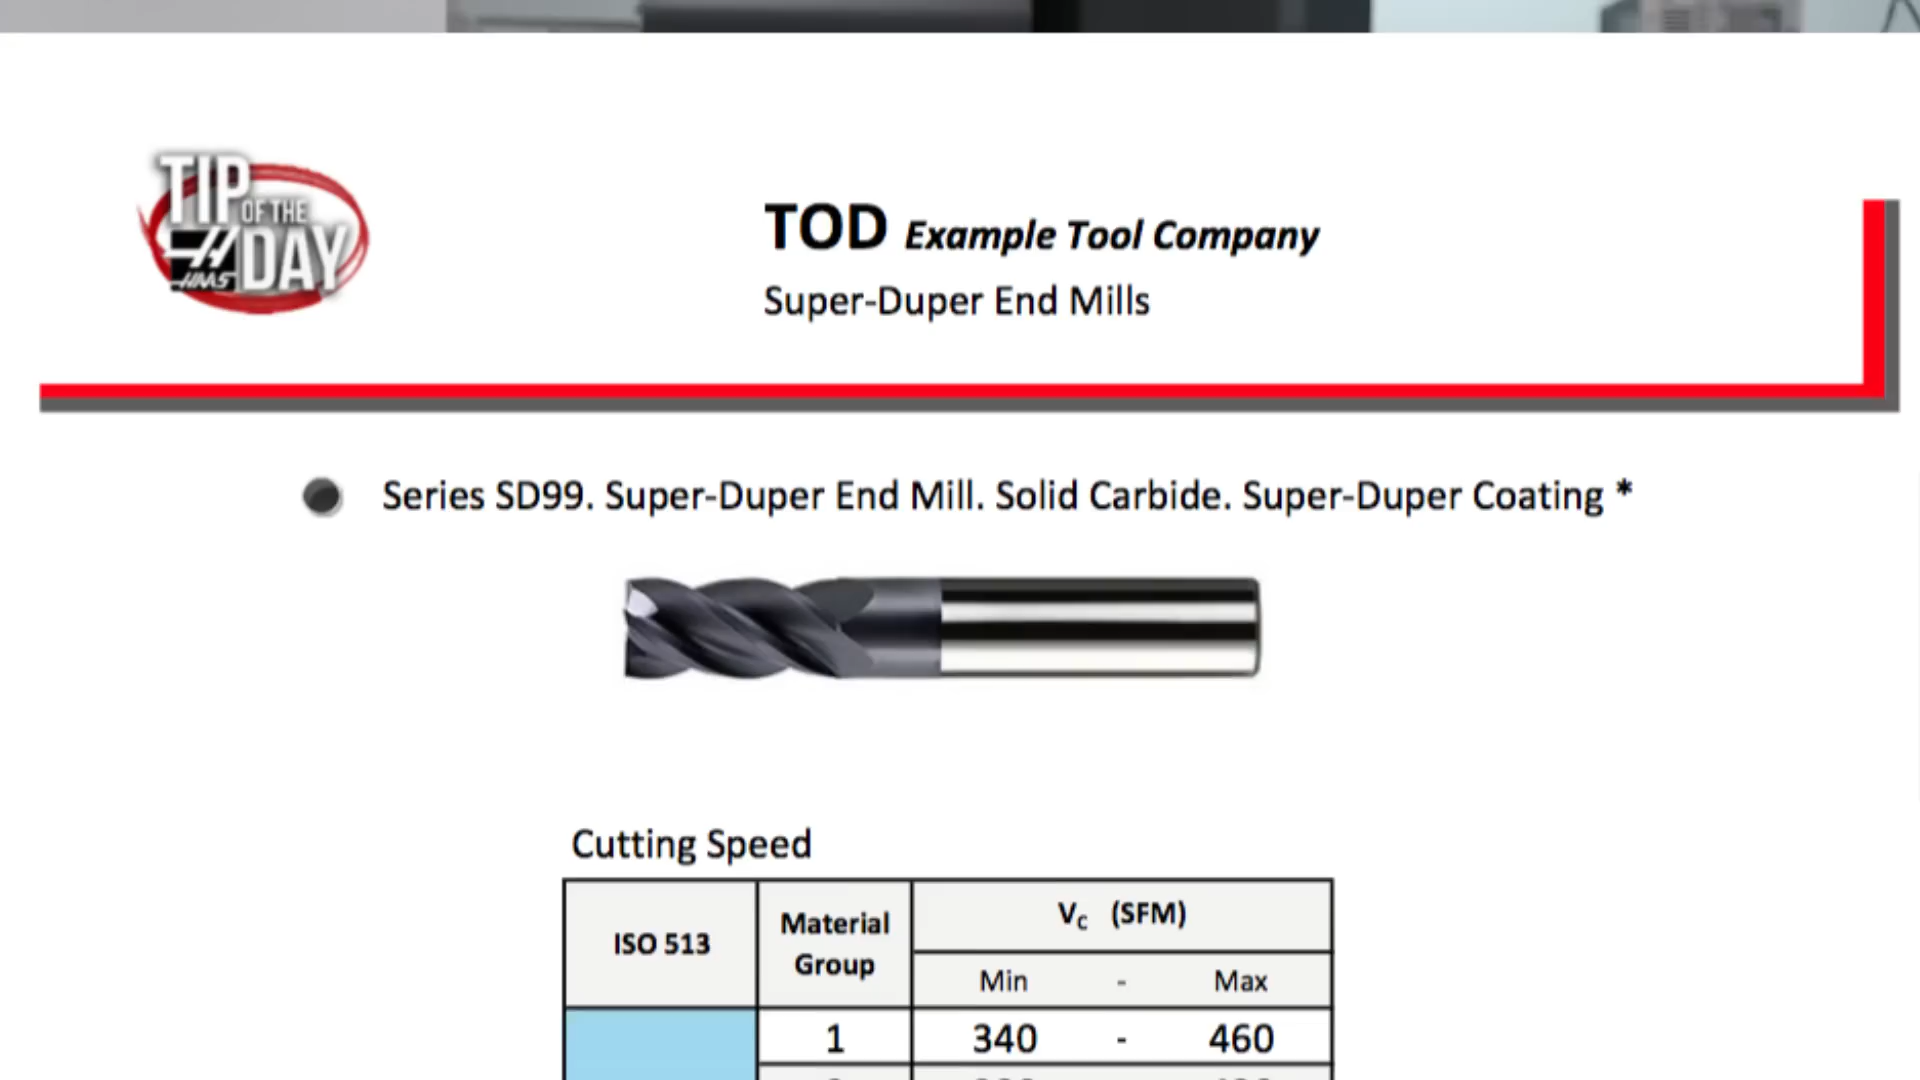 TIP
OF THE
DAY
HAAS
TOD Example Tool Company
Super-Duper End Mills
Series SD99. Super-Duper End Mill. Solid Carbide. Super-Duper Coating *
Cutting Speed
ISO 513
Material
Group
Vc (SFM)
Min - Max
1 340 - 460